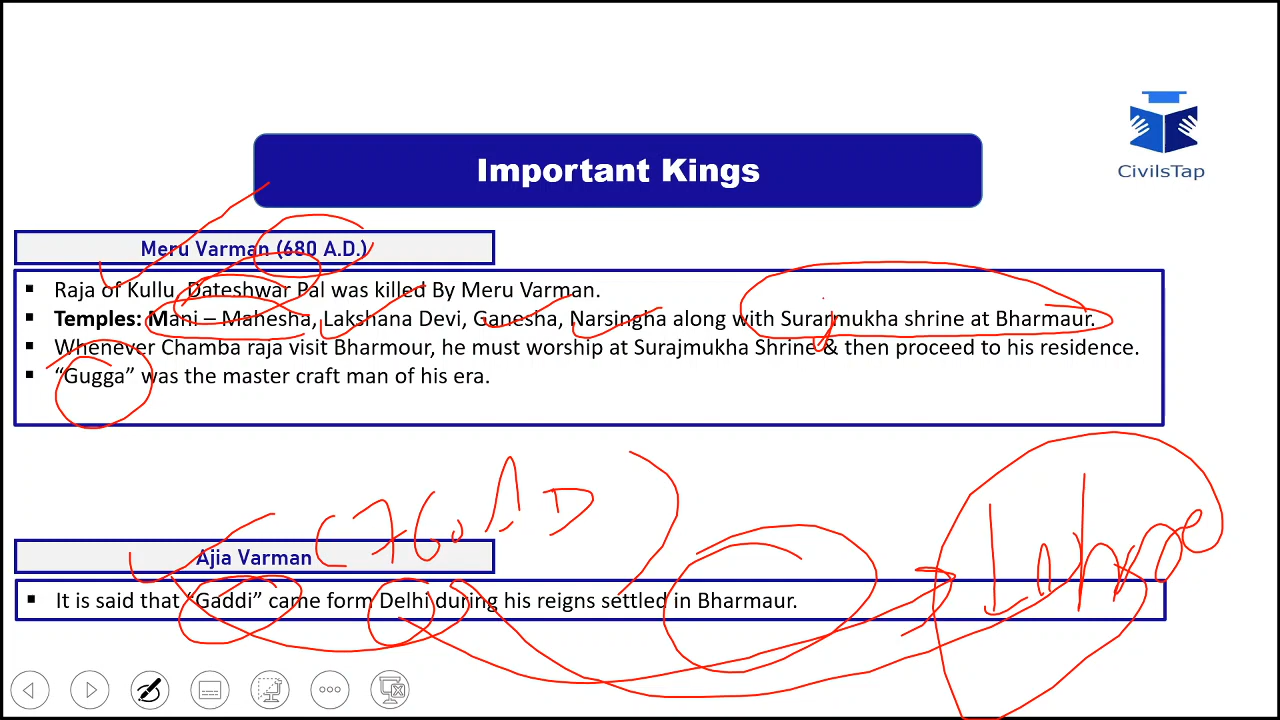 Important Kings
CivilsTap
Meru Varman (680 A.D.)
Raja of Kullu, Dateshwar Pal was killed By Meru Varman.
Temples: Mani – Mahesha, Lakshana Devi, Ganesha, Narsingha along with Surarmukha shrine at Bharmaur.
j
Whenever Chamba raja visit Bharmour, he must worship at Surajmukha Shrine & then proceed to his residence.
“Gugga” was the master craft man of his era.
Ajia Varman (760 A.D)
Lahore
It is said that “Gaddi” came form Delhi during his reigns settled in Bharmaur.